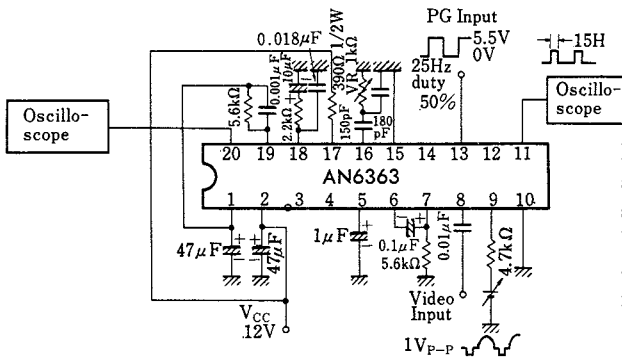 PG Input
5.5V
0V
25Hz
duty
50%
15H
Oscillo-
scope
Oscillo-
scope
5.6kΩ
0.001μF
0.018μF
10μF
2.2kΩ
390Ω 1/2W
VR 1kΩ
150pF
180
pF
20 19 18 17 16 15 14 13 12 11
AN6363
1 2 3 4 5 6 7 8 9 10
47μF
47μF
1μF
0.1μF
5.6kΩ
0.01μF
4.7kΩ
VCC
12V
Video
Input
1VP-P